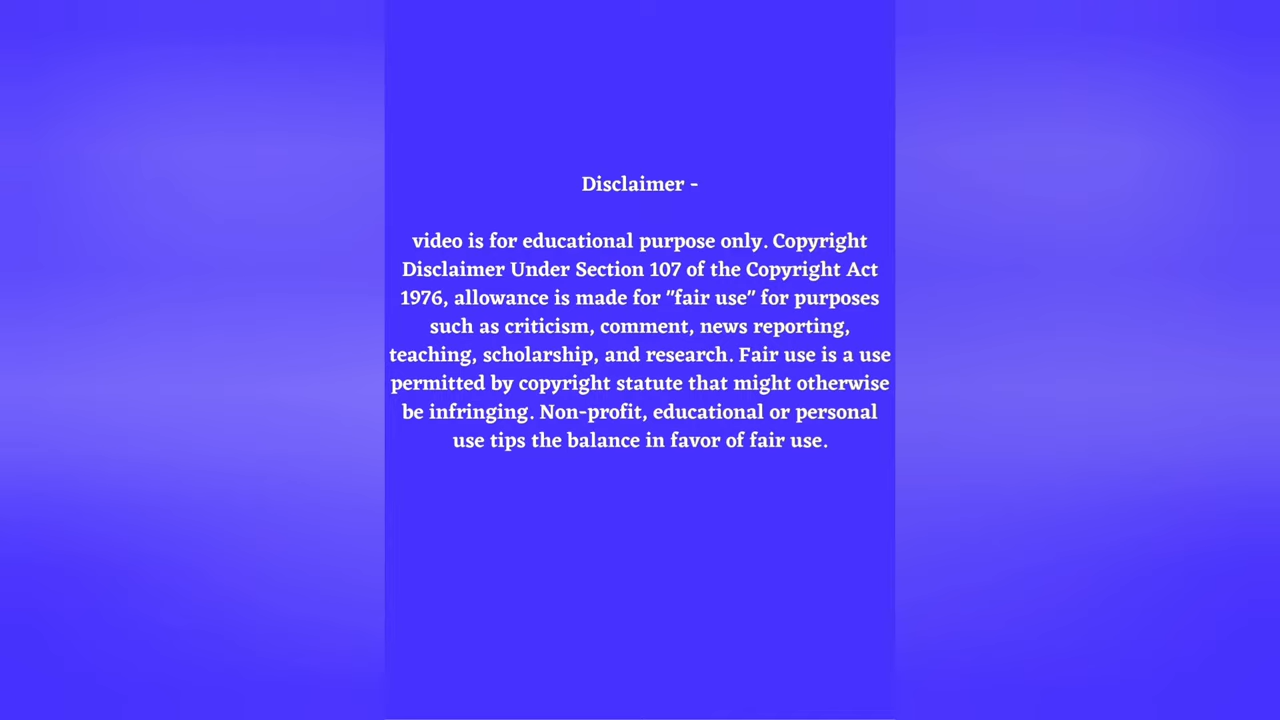 Disclaimer -
video is for educational purpose only. Copyright
Disclaimer Under Section 107 of the Copyright Act
1976, allowance is made for "fair use" for purposes
such as criticism, comment, news reporting,
teaching, scholarship, and research. Fair use is a use
permitted by copyright statute that might otherwise
be infringing. Non-profit, educational or personal
use tips the balance in favor of fair use.